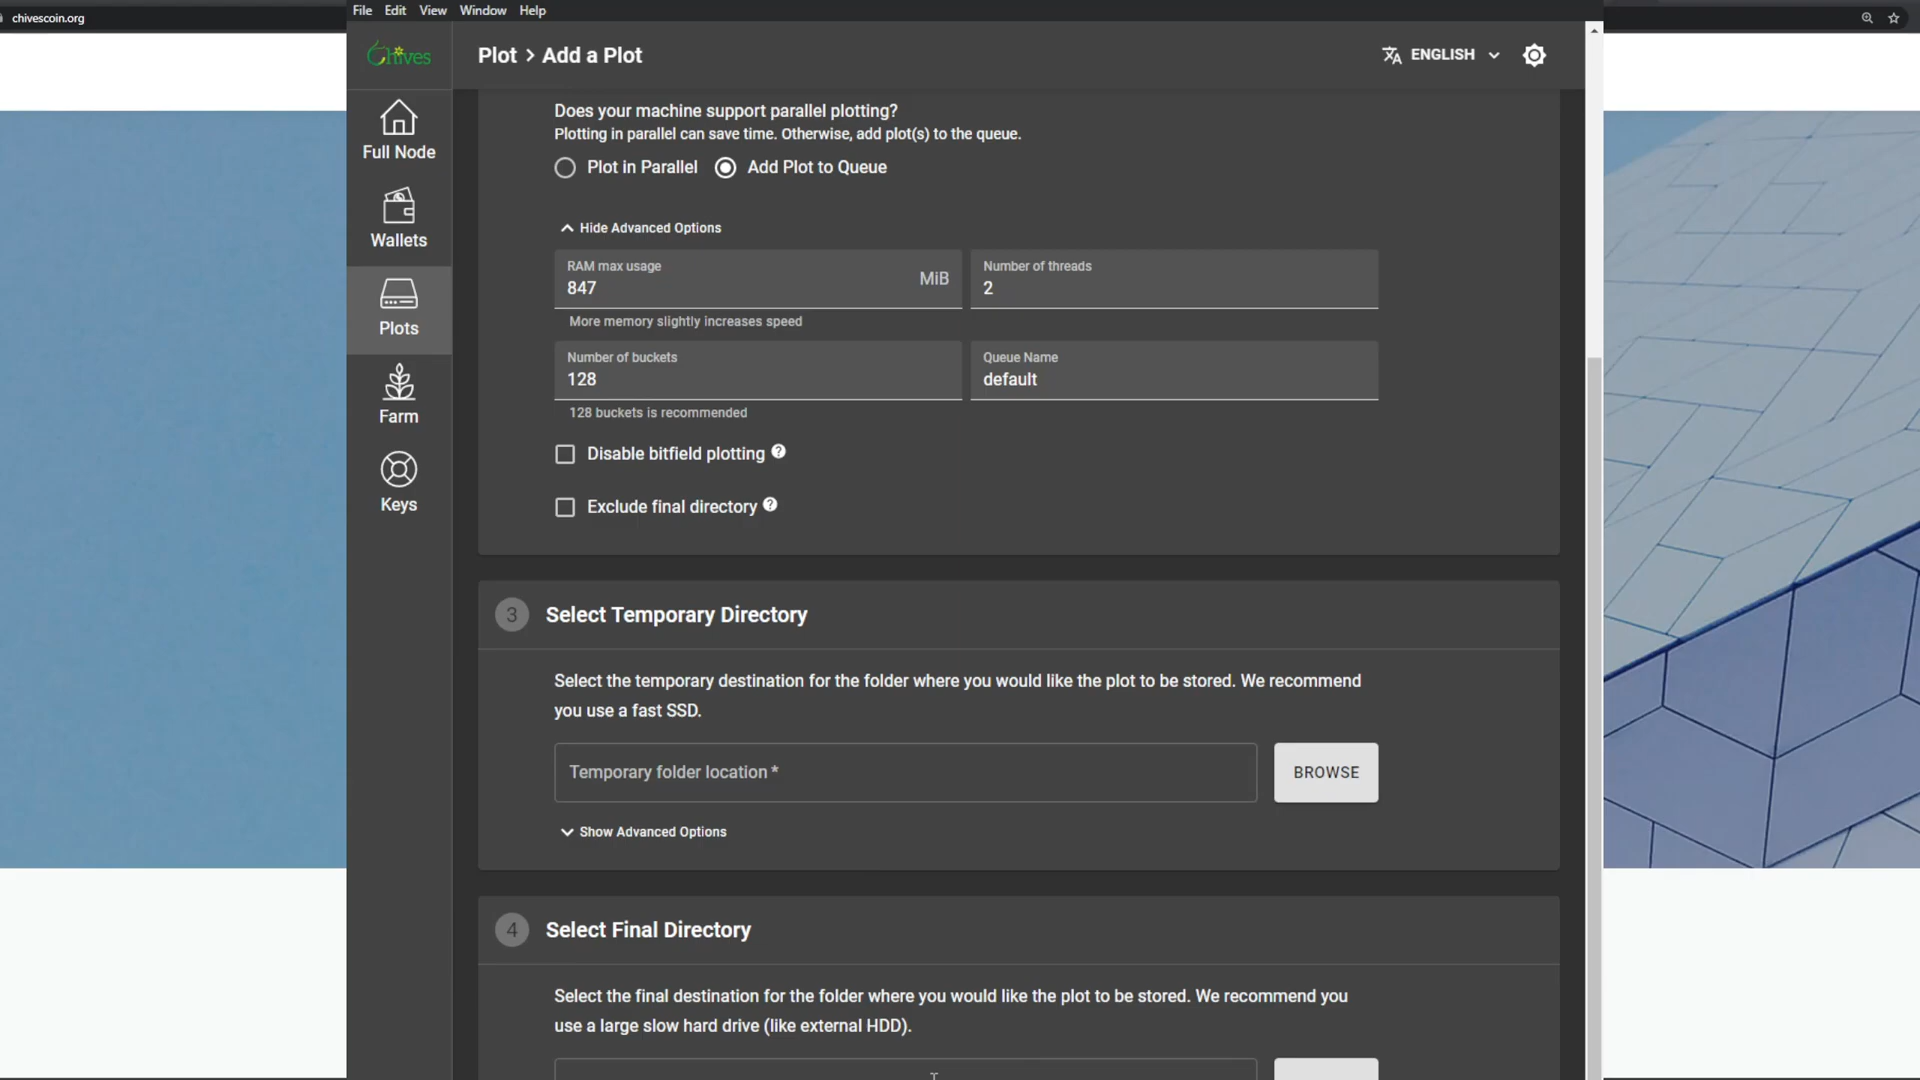 chivescoin.org
File Edit View Window Help
Chives
Plot > Add a Plot
ENGLISH
Full Node
Wallets
Plots
Farm
Keys
Does your machine support parallel plotting?
Plotting in parallel can save time. Otherwise, add plot(s) to the queue.
Plot in Parallel
Add Plot to Queue
Hide Advanced Options
RAM max usage
847
MiB
More memory slightly increases speed
Number of threads
2
Number of buckets
128
128 buckets is recommended
Queue Name
default
Disable bitfield plotting
Exclude final directory
3
Select Temporary Directory
Select the temporary destination for the folder where you would like the plot to be stored. We recommend
you use a fast SSD.
Temporary folder location *
BROWSE
Show Advanced Options
4
Select Final Directory
Select the final destination for the folder where you would like the plot to be stored. We recommend you
use a large slow hard drive (like external HDD).